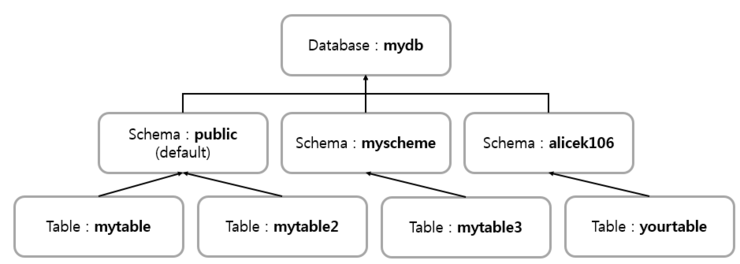 Database : mydb
Schema : public
(default)
Schema : myscheme
Schema : alicek106
Table : mytable
Table : mytable2
Table : mytable3
Table : yourtable